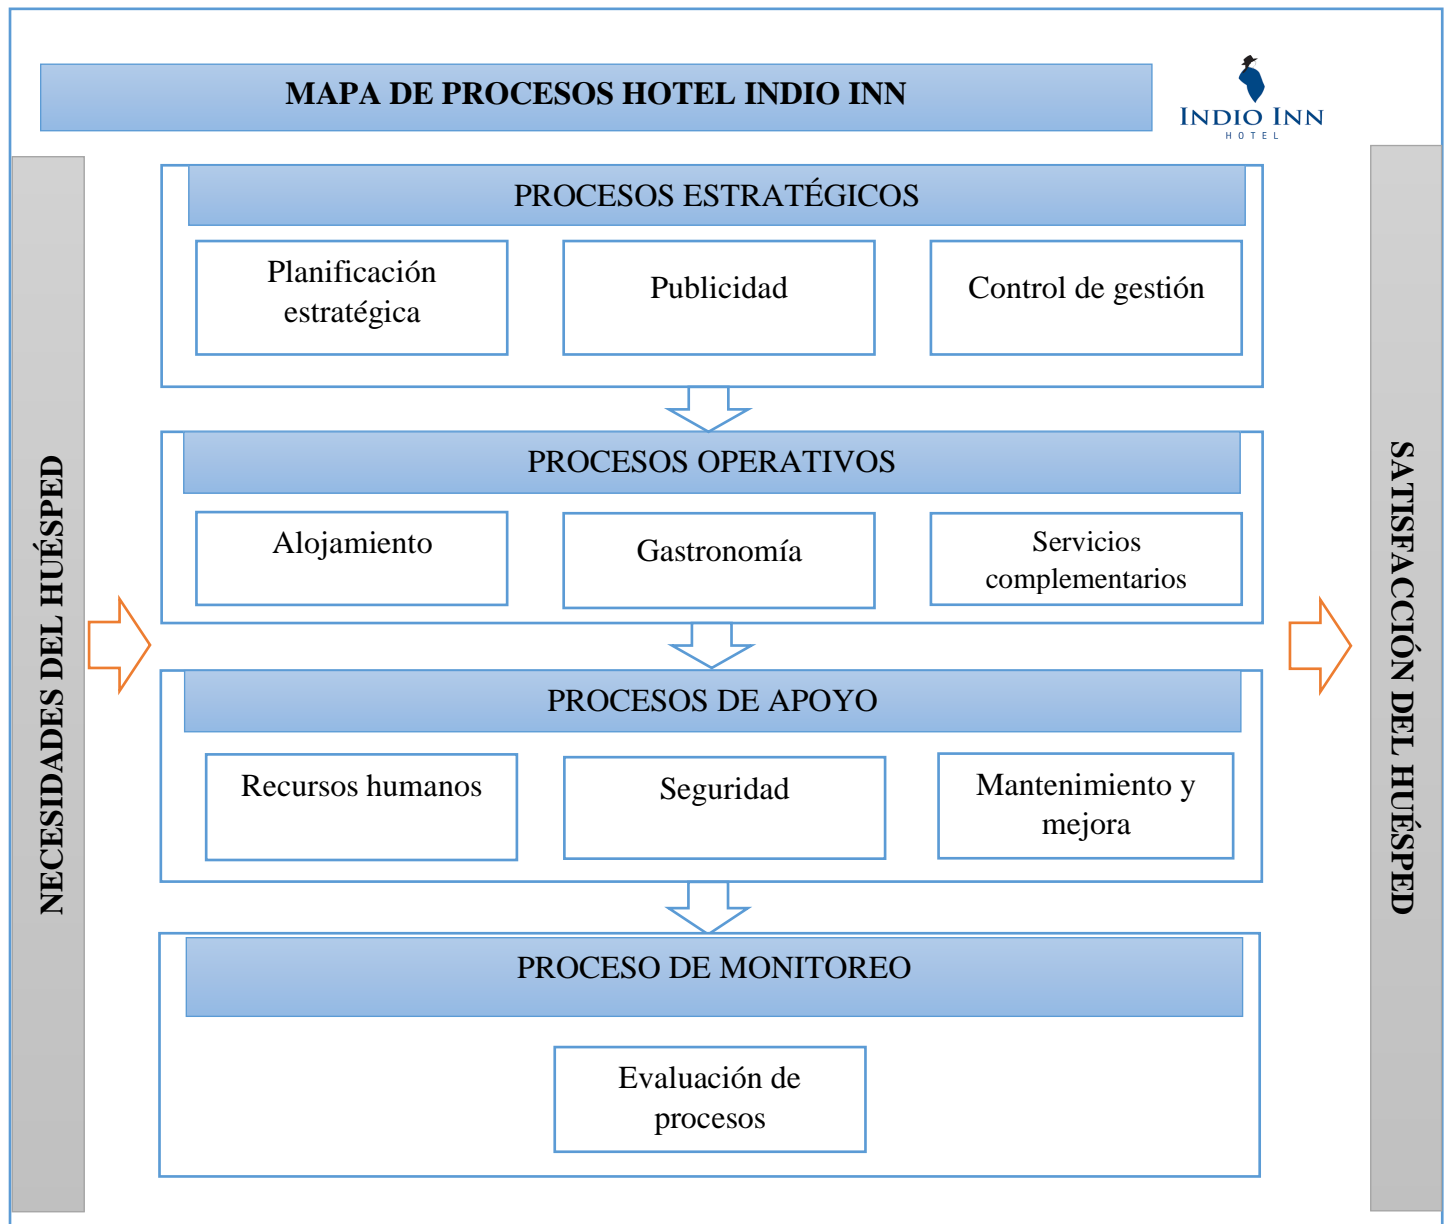 MAPA DE PROCESOS HOTEL INDIO INN
INDIO INN
HOTEL
NECESIDADES DEL HUÉSPED
PROCESOS ESTRATÉGICOS
Planificación
estratégica
Publicidad
Control de gestión
PROCESOS OPERATIVOS
Alojamiento
Gastronomía
Servicios
complementarios
PROCESOS DE APOYO
Recursos humanos
Seguridad
Mantenimiento y
mejora
PROCESO DE MONITOREO
Evaluación de
procesos
SATISFACCIÓN DEL HUÉSPED